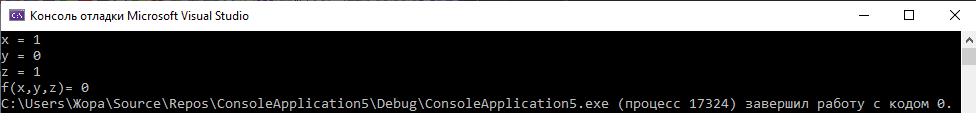 Консоль отладки Microsoft Visual Studio
x = 1
y = 0
z = 1
f(x,y,z)= 0
C:\Users\Жора\Source\Repos\ConsoleApplication5\Debug\ConsoleApplication5.exe (процесс 17324) завершил работу с кодом 0.